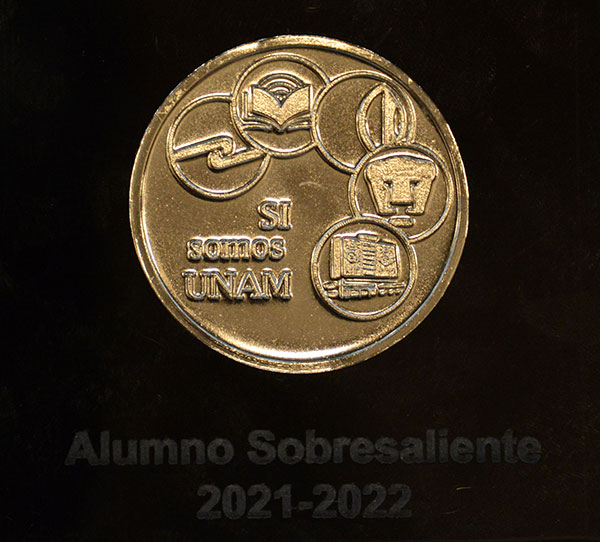 SI
somos
UNAM
Alumno Sobresaliente
2021-2022